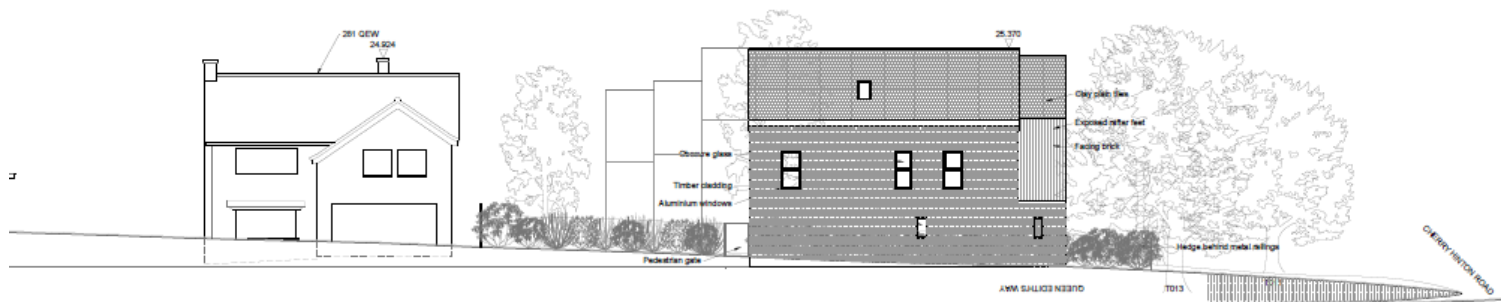 281 QEW
24.924
25.370
Clay plain tiles
Exposed rafter feet
Facing brick
Obscure glass
Timber cladding
Aluminium windows
Pedestrian gate
Hedge behind metal railings
QUEEN EDITH'S WAY
T013
CHERRY HINTON ROAD